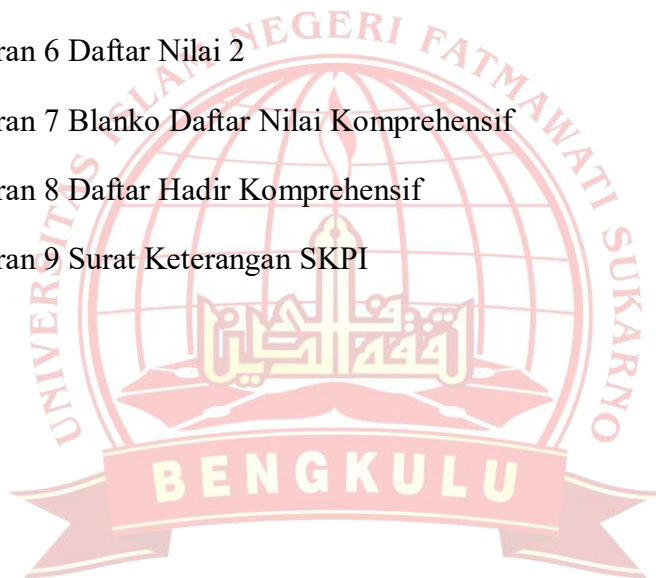 ran 6 Daftar Nilai 2
ran 7 Blanko Daftar Nilai Komprehensif
ran 8 Daftar Hadir Komprehensif
ran 9 Surat Keterangan SKPI
UNIVERSITAS ISLAM NEGERI FATMAWATI SUKARNO
BENGKULU